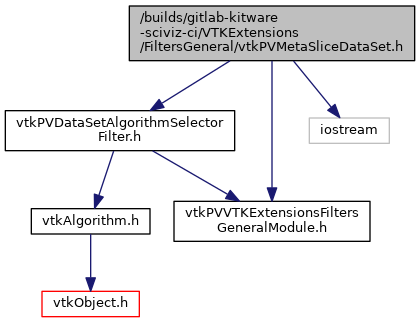 /builds/gitlab-kitware
-sciviz-ci/VTKExtensions
/FiltersGeneral/vtkPVMetaSliceDataSet.h
vtkPVDataSetAlgorithmSelector
Filter.h
iostream
vtkAlgorithm.h
vtkPVVTKExtensionsFilters
GeneralModule.h
vtkObject.h